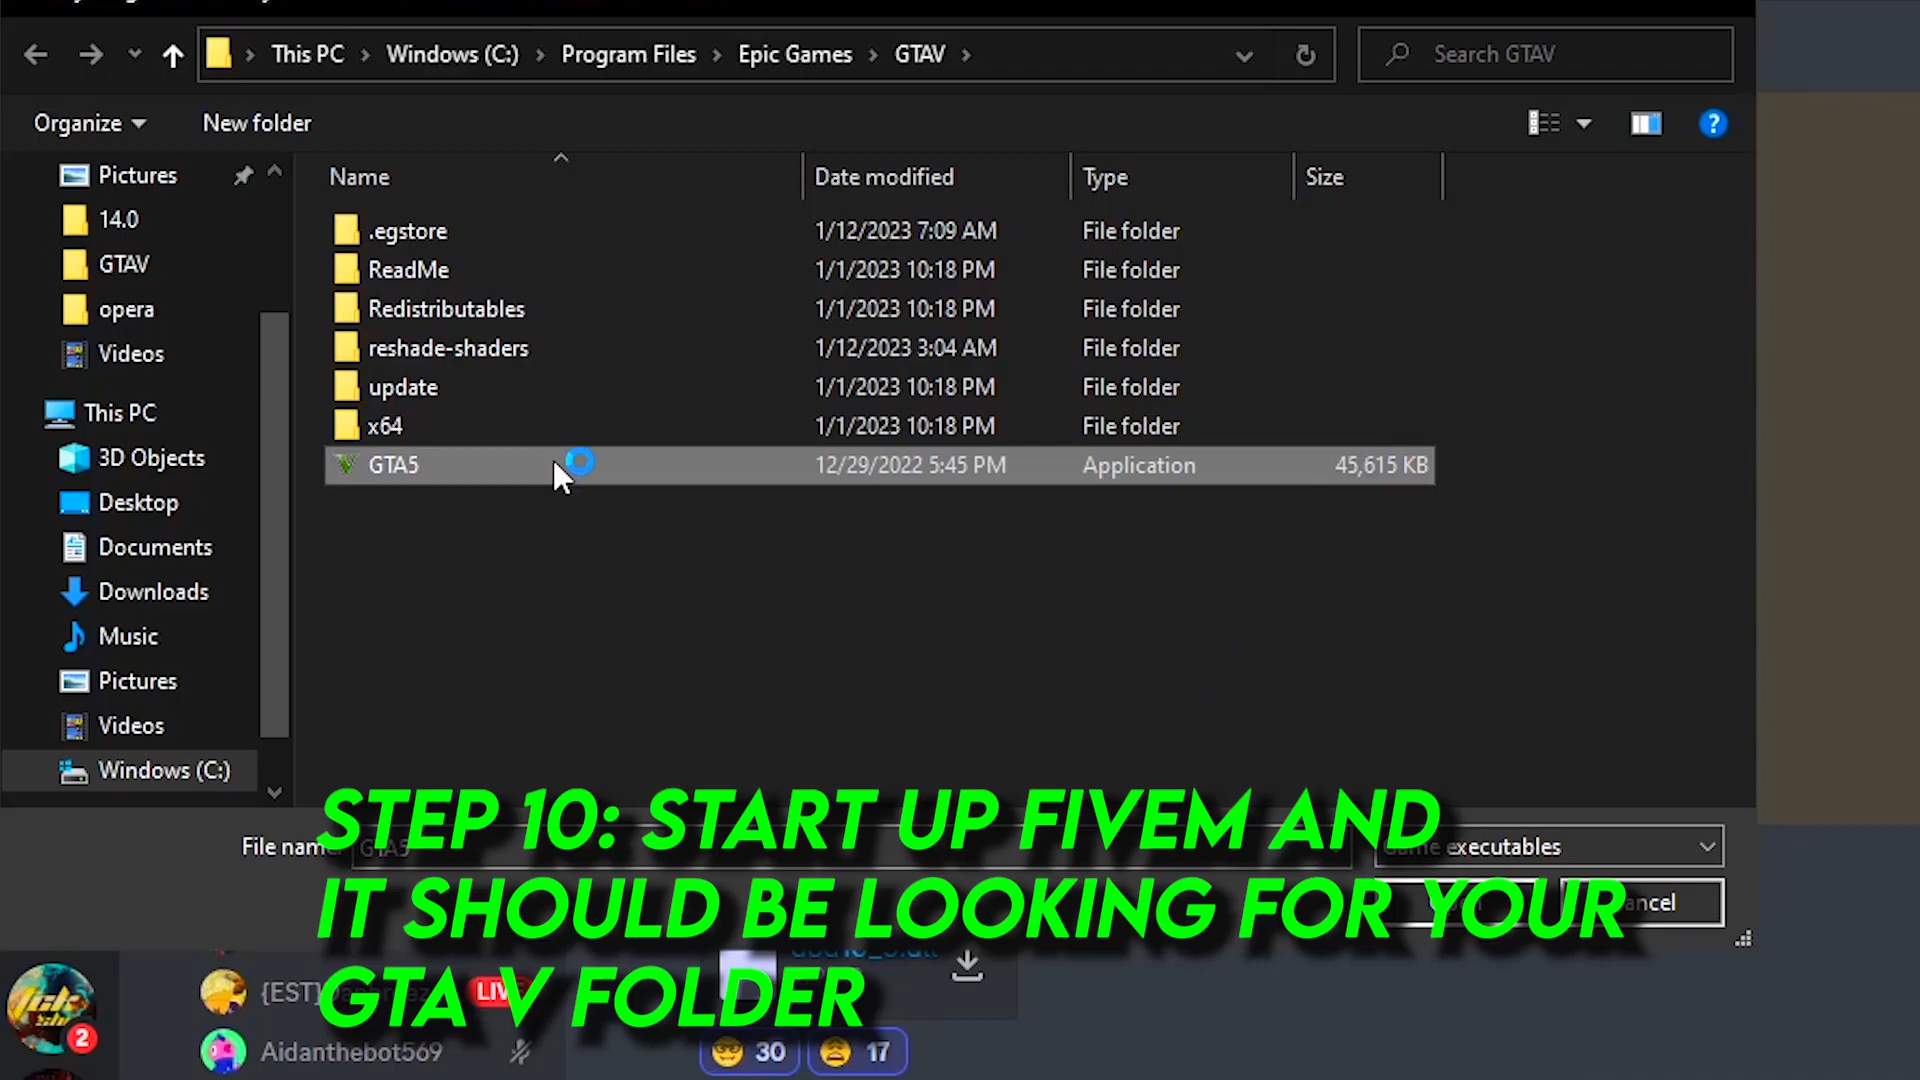 This PC > Windows (C:) > Program Files > Epic Games > GTAV >
Search GTAV
Organize
New folder
Name
Date modified
Type
Size
Pictures
14.0
GTAV
opera
Videos
This PC
3D Objects
Desktop
Documents
Downloads
Music
Pictures
Videos
Windows (C:)
.egstore 1/12/2023 7:09 AM File folder
ReadMe 1/1/2023 10:18 PM File folder
Redistributables 1/1/2023 10:18 PM File folder
reshade-shaders 1/12/2023 3:04 AM File folder
update 1/1/2023 10:18 PM File folder
x64 1/1/2023 10:18 PM File folder
GTA5 12/29/2022 5:45 PM Application 45,615 KB
File name: GTA5
executables
STEP 10: START UP FIVEM AND
IT SHOULD BE LOOKING FOR YOUR
GTA V FOLDER
{EST}
LIVE
2
Aidanthebot569
30
17